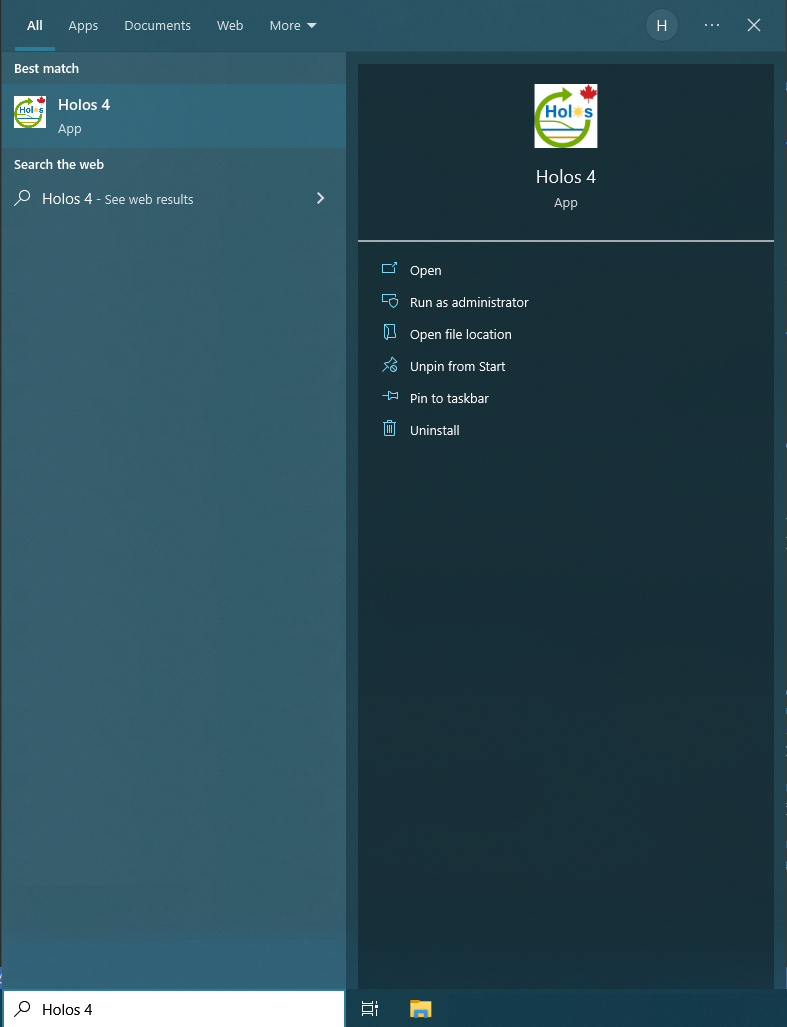 All Apps Documents Web More H
Best match
Holos 4
App
Search the web
Holos 4 - See web results
Holos
Holos 4
App
Open
Run as administrator
Open file location
Unpin from Start
Pin to taskbar
Uninstall
Holos 4